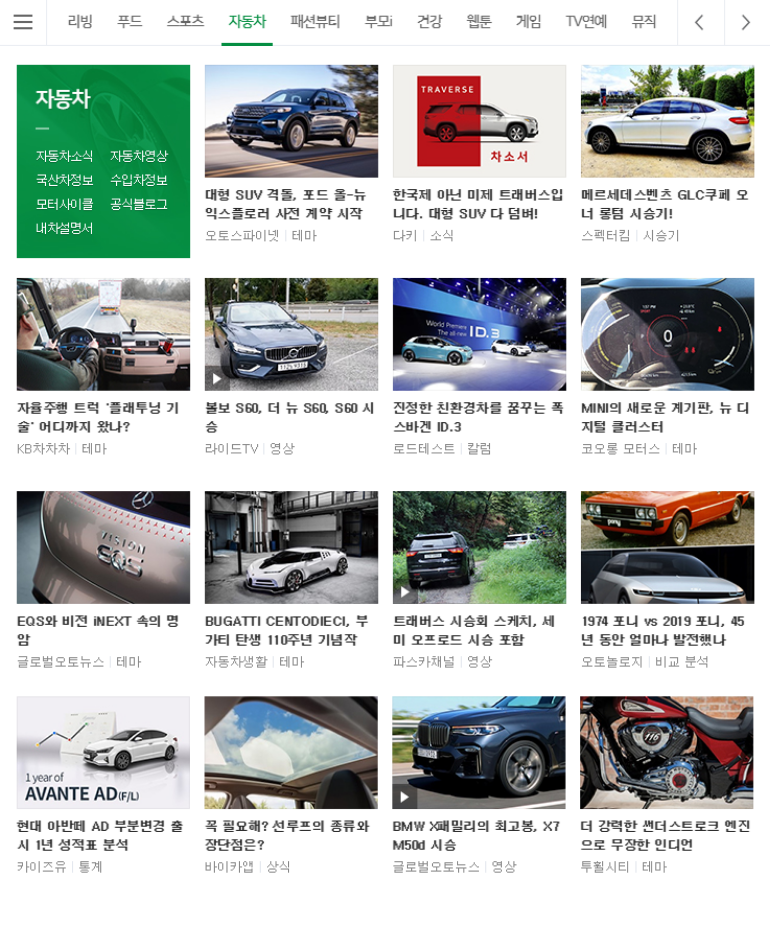 리빙 푸드 스포츠 자동차 패션뷰티 부모i 건강 웹툰 게임 TV연예 뮤직
자동차
자동차소식 자동차영상
국산차정보 수입차정보
모터사이클 공식블로그
내차설명서
TRAVERSE
차소서
대형 SUV 격돌, 포드 올-뉴
익스플로러 사전 계약 시작
오토스파이넷 | 테마
한국제 아닌 미제 트래버스입
니다. 대형 SUV 다 덤벼!
다키 | 소식
메르세데스벤츠 GLC쿠페 오
너 롱텀 시승기!
스펙터킴 | 시승기
World Premiere
The all-new ID.3
0
자율주행 트럭 '플래투닝 기
술' 어디까지 왔나?
KB차차차 | 테마
볼보 S60, 더 뉴 S60, S60 시
승
라이드TV | 영상
진정한 친환경차를 꿈꾸는 폭
스바겐 ID.3
로드테스트 | 칼럼
MINI의 새로운 계기판, 뉴 디
지털 클러스터
코오롱 모터스 | 테마
VISION
EQS
EQS와 비전 iNEXT 속의 명
암
글로벌오토뉴스 | 테마
BUGATTI CENTODIECI, 부
가티 탄생 110주년 기념작
자동차생활 | 테마
트래버스 시승회 스케치, 세
미 오프로드 시승 포함
파스카채널 | 영상
1974 포니 vs 2019 포니, 45
년 동안 얼마나 발전했나
오토놀로지 | 비교 분석
1 year of
AVANTE AD(F/L)
116
현대 아반떼 AD 부분변경 출
시 1년 성적표 분석
카이즈유 | 통계
꼭 필요해? 선루프의 종류와
장단점은?
바이카앱 | 상식
BMW X패밀리의 최고봉, X7
M50d 시승
글로벌오토뉴스 | 영상
더 강력한 썬더스트로크 엔진
으로 무장한 인디언
투휠시티 | 테마